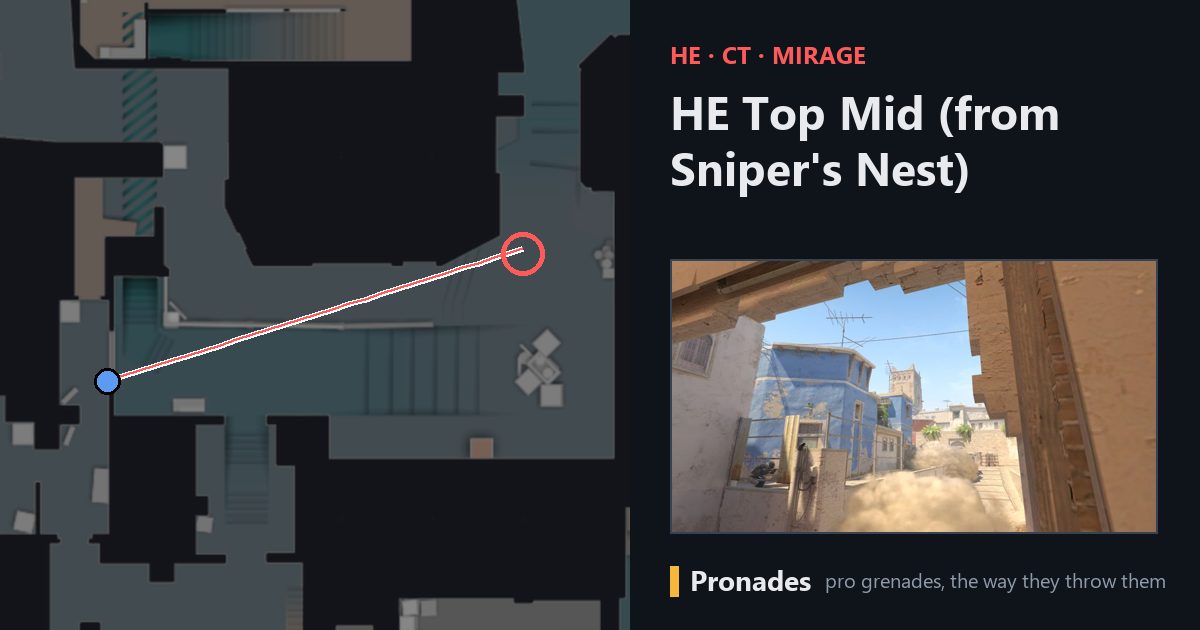 HE · CT · MIRAGE
HE Top Mid (from
Sniper's Nest)
Pronades pro grenades, the way they throw them